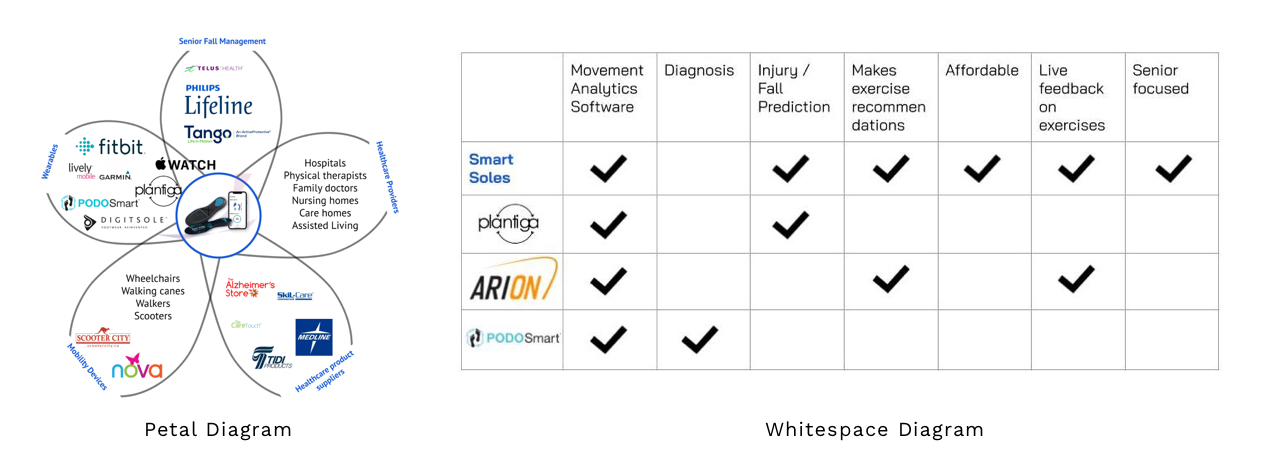 Senior Fall Management
TELUS HEALTH
PHILIPS
Lifeline
Tango
An ActiveProtective® Brand
Life in Motion
Wearables
fitbit
WATCH
lively
mobile
GARMIN
plantiga
PODOSmart
DIGITSOLE
FOOTWEAR REINVENTED
Healthcare Providers
Hospitals
Physical therapists
Family doctors
Nursing homes
Care homes
Assisted Living
Wheelchairs
Walking canes
Walkers
Scooters
SCOOTER CITY
nova
Mobility Devices
The
Alzheimer's
Store
Skil-Care
CareTouch
MEDLINE
TIDI
PRODUCTS
Healthcare product
suppliers
Petal Diagram
Movement
Analytics
Software
Diagnosis
Injury /
Fall
Prediction
Makes
exercise
recommen
dations
Affordable
Live
feedback
on
exercises
Senior
focused
Smart
Soles
plantiga
ARION
PODOSmart
Whitespace Diagram